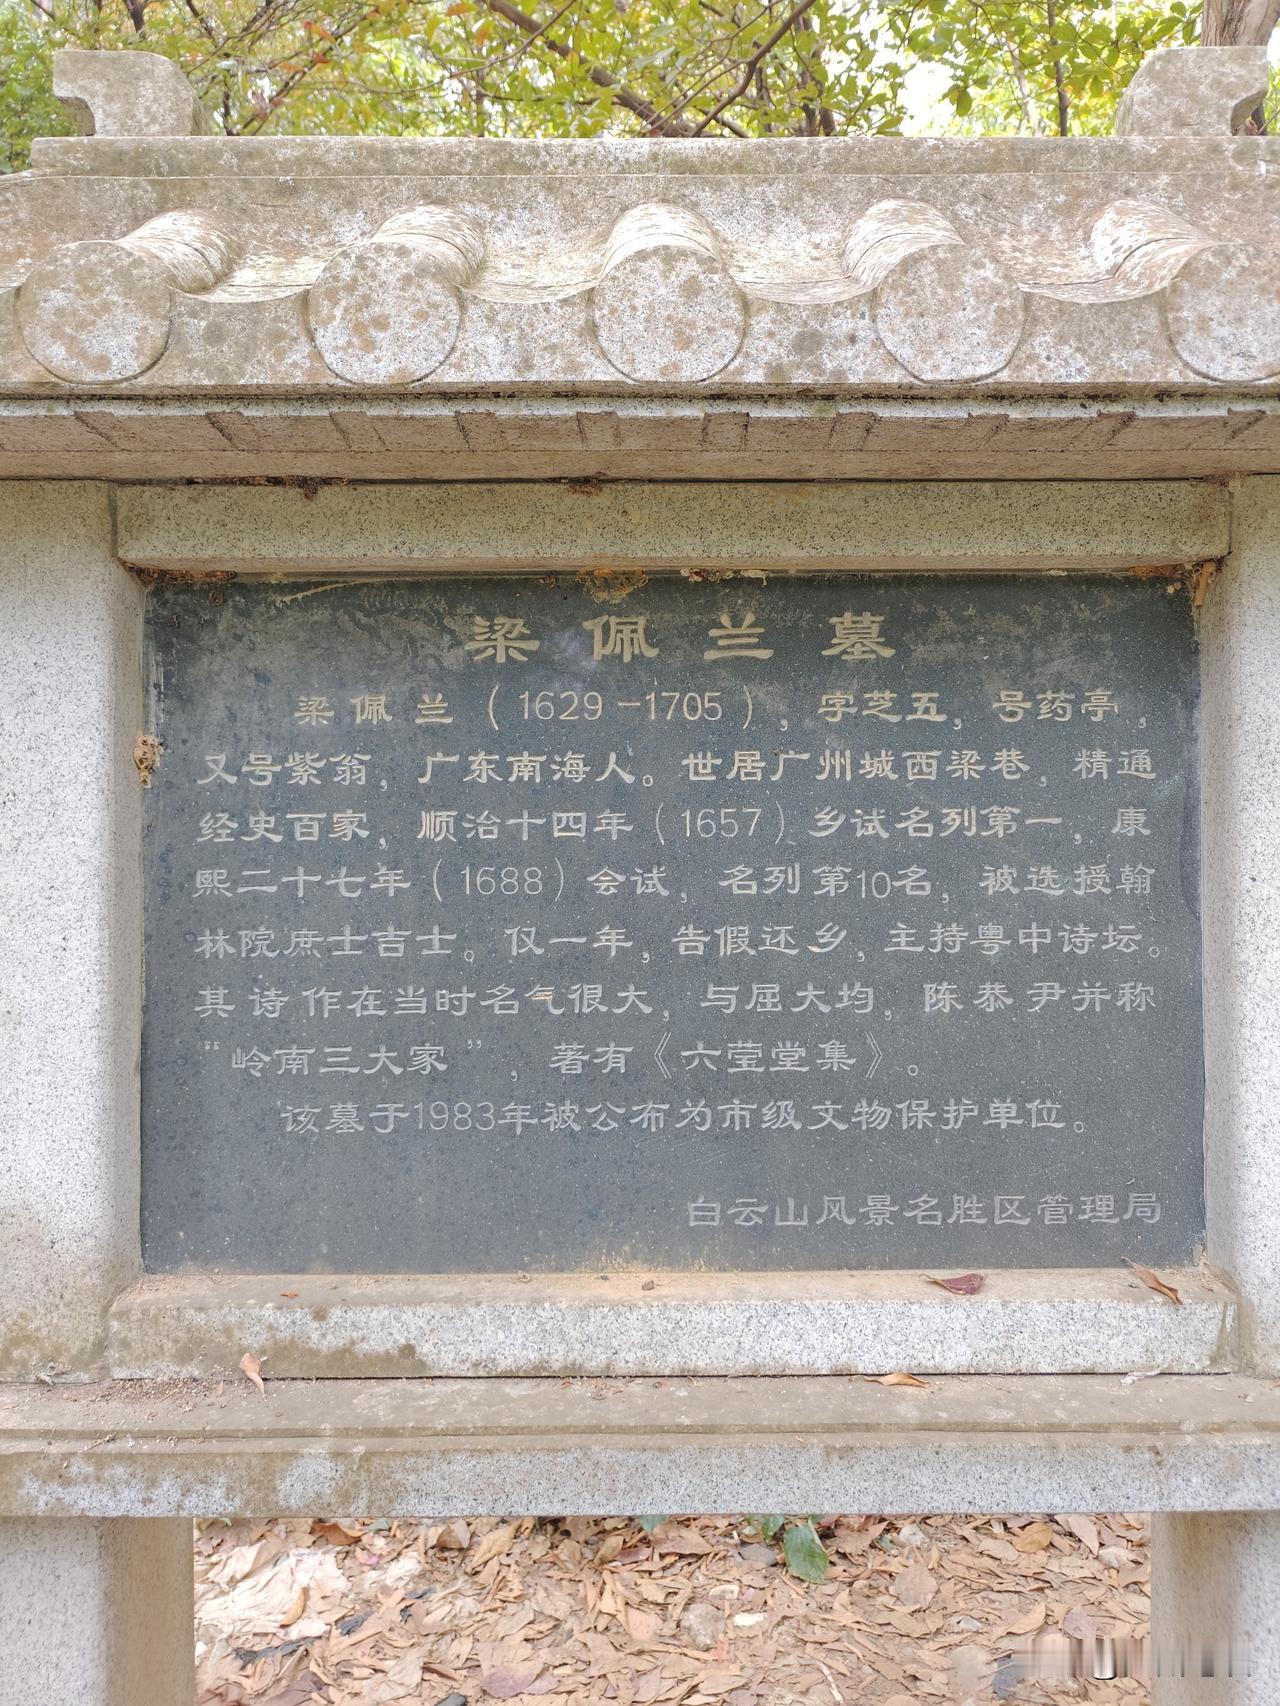 梁佩兰墓
梁佩兰（1629-1705），字芝五，号药亭，
又号紫翁，广东南海人。世居广州城西梁巷，精通
经史百家，顺治十四年（1657）乡试名列第一，康
熙二十七年（1688）会试，名列第10名，被选授翰
林院庶士吉士。仅一年，告假还乡，主持粤中诗坛。
其诗作在当时名气很大，与屈大均，陈恭尹并称
“岭南三大家”，著有《六莹堂集》。
该墓于1983年被公布为市级文物保护单位。
白云山风景名胜区管理局